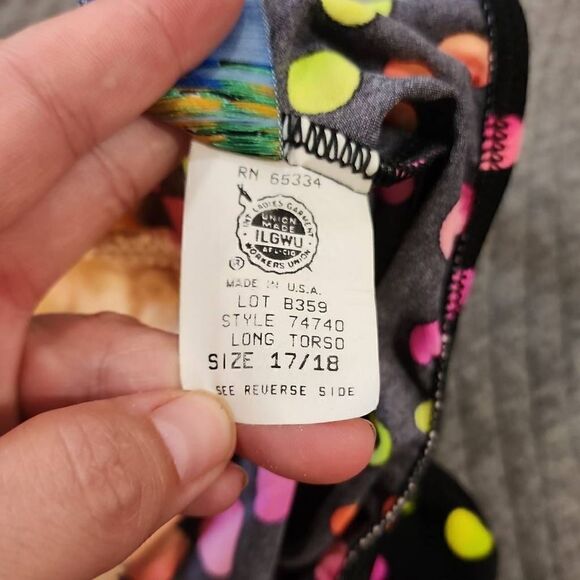 RN 65334
INT. LADIES GARMENT
UNION
MADE
ILGWU
AFL-CIO
WORKERS UNION
®
MADE IN U.S.A.
LOT B359
STYLE 74740
LONG TORSO
SIZE 17/18
SEE REVERSE SIDE